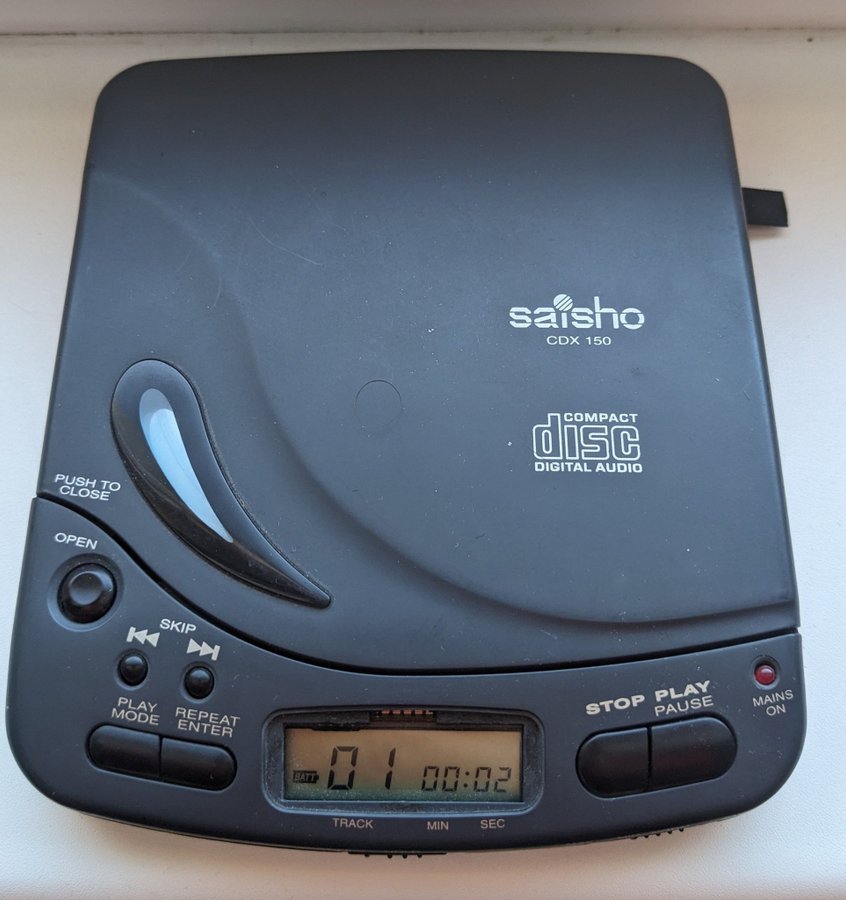 saisho
CDX 150
COMPACT
disc
DIGITAL AUDIO
PUSH TO
CLOSE
OPEN
SKIP
PLAY
MODE
REPEAT
ENTER
STOP PLAY
PAUSE
MAINS
ON
BATT 01 00:02
TRACK MIN SEC